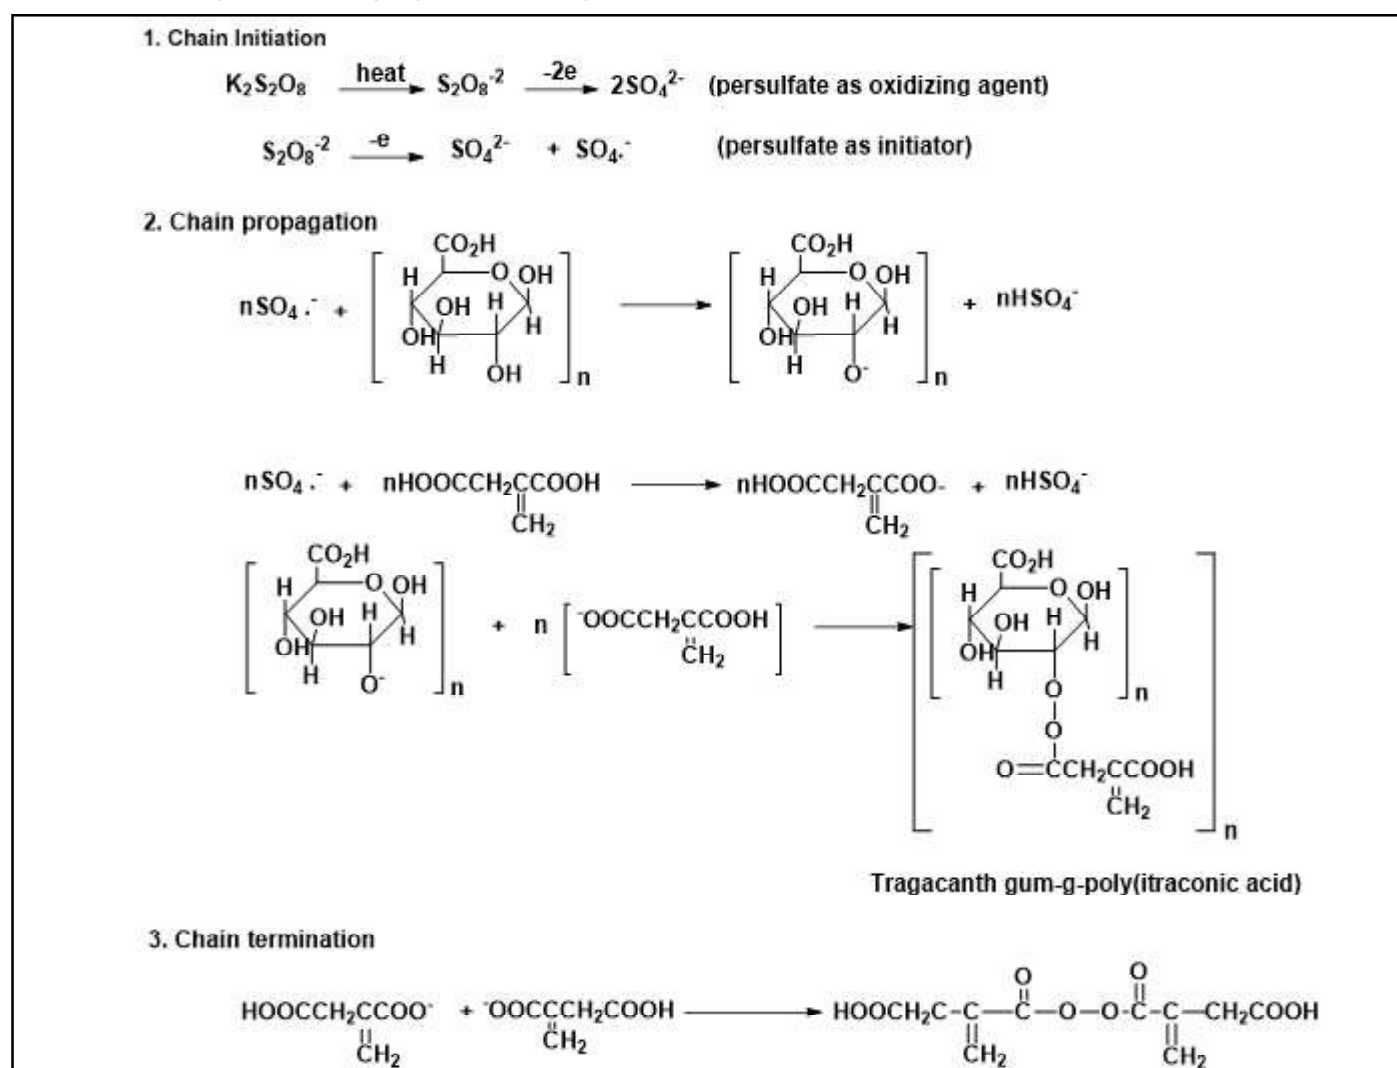 1. Chain Initiation
K₂S₂O₈ heat S₂O₈⁻² -2e 2SO₄²⁻ (persulfate as oxidizing agent)
S₂O₈⁻² -e SO₄²⁻ + SO₄.⁻ (persulfate as initiator)
2. Chain propagation
CO₂H CO₂H
H O OH H O OH
nSO₄.⁻ + OH H OH H + nHSO₄⁻
OH H OH H
H OH n H O⁻ n
nSO₄.⁻ + nHOOCCH₂CCOOH nHOOCCH₂CCOO- + nHSO₄⁻
CH₂ CH₂
CO₂H CO₂H
H O OH H O OH
OH H H + n ⁻OOCCH₂CCOOH OH H H
OH CH₂ OH
H O⁻ n H O n
O
O=CCH₂CCOOH
CH₂
n
Tragacanth gum-g-poly(itraconic acid)
3. Chain termination
O O
HOOCCH₂CCOO⁻ + ⁻OOCCCH₂COOH HOOCH₂C-C-C-O-O-C-C-CH₂COOH
CH₂ CH₂ CH₂ CH₂